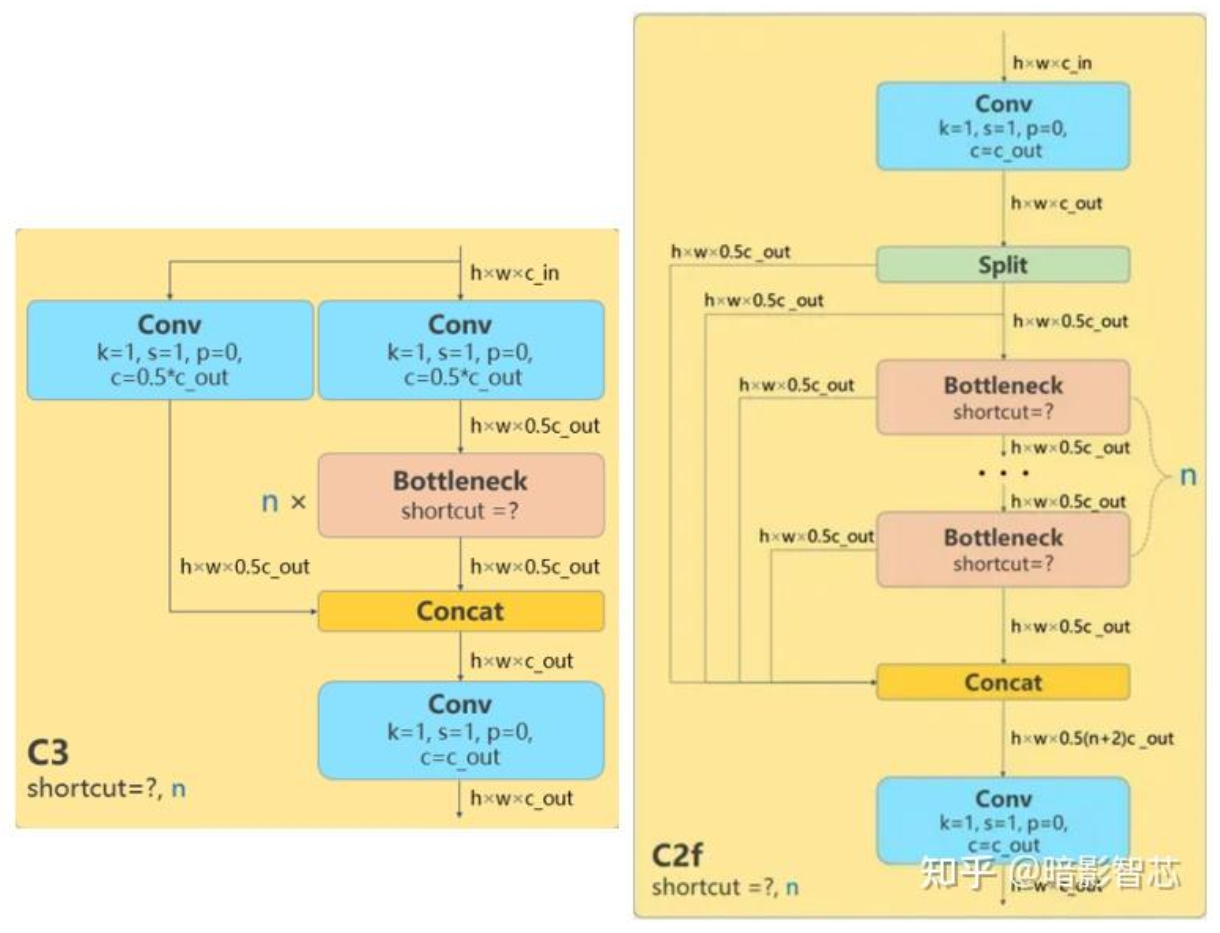 h×w×c_in
Conv
k=1, s=1, p=0,
c=0.5*c_out
Conv
k=1, s=1, p=0,
c=0.5*c_out
h×w×0.5c_out
n ×
Bottleneck
shortcut =?
h×w×0.5c_out
h×w×0.5c_out
Concat
h×w×c_out
Conv
k=1, s=1, p=0,
c=c_out
h×w×c_out
C3
shortcut=?, n
h×w×c_in
Conv
k=1, s=1, p=0,
c=c_out
h×w×c_out
h×w×0.5c_out
Split
h×w×0.5c_out
h×w×0.5c_out
h×w×0.5c_out
Bottleneck
shortcut=?
h×w×0.5c_out
• • •
n
h×w×0.5c_out
h×w×0.5c_out
Bottleneck
shortcut=?
h×w×0.5c_out
Concat
h×w×0.5(n+2)c_out
Conv
k=1, s=1, p=0,
c=c_out
h×w×c_out
C2f
shortcut =?, n
知乎 @暗影智芯